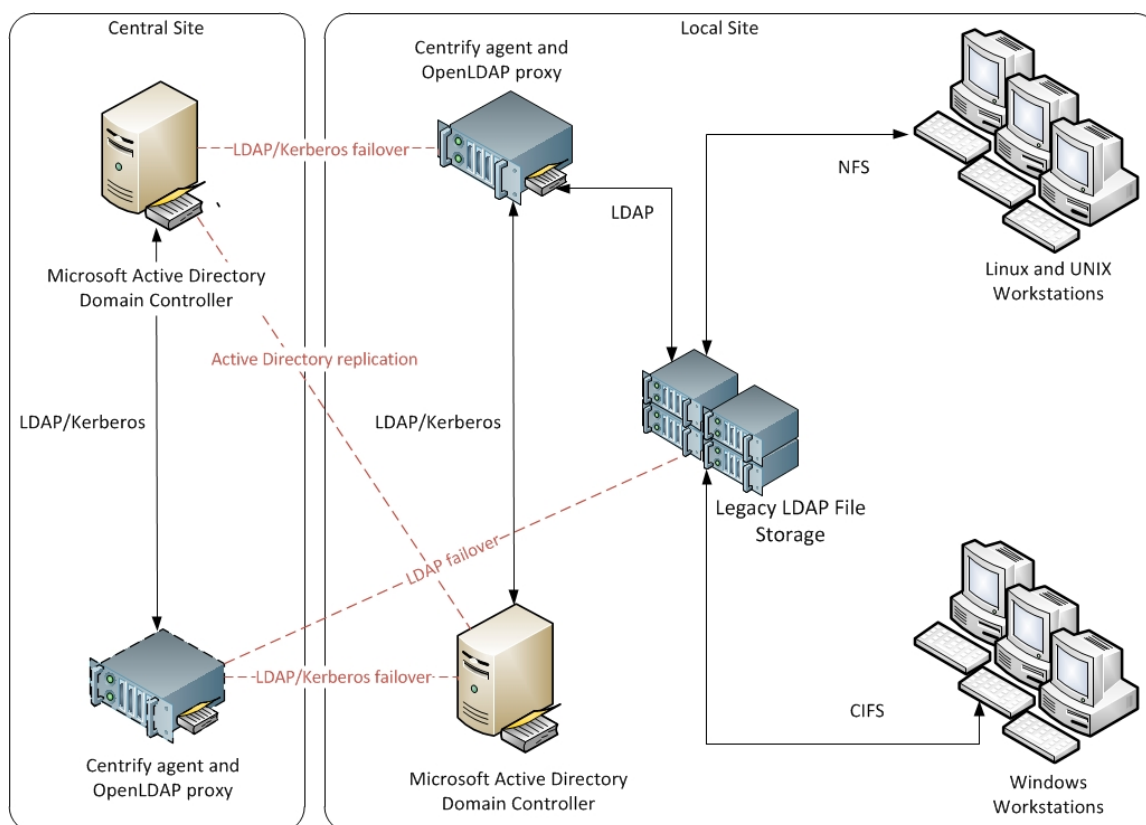 Central Site
Local Site
Centrify agent and
OpenLDAP proxy
LDAP/Kerberos failover
NFS
LDAP
Microsoft Active Directory
Domain Controller
Linux and UNIX
Workstations
Active Directory replication
LDAP/Kerberos
LDAP/Kerberos
Legacy LDAP File
Storage
LDAP failover
LDAP/Kerberos failover
CIFS
Centrify agent and
OpenLDAP proxy
Microsoft Active Directory
Domain Controller
Windows
Workstations